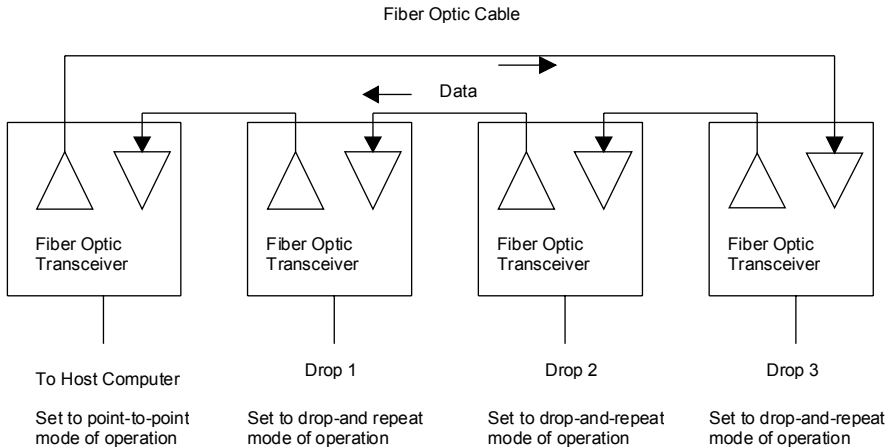 Fiber Optic Cable
Data
Fiber Optic
Transceiver
Fiber Optic
Transceiver
Fiber Optic
Transceiver
Fiber Optic
Transceiver
To Host Computer
Drop 1
Drop 2
Drop 3
Set to point-to-point
mode of operation
Set to drop-and repeat
mode of operation
Set to drop-and-repeat
mode of operation
Set to drop-and-repeat
mode of operation